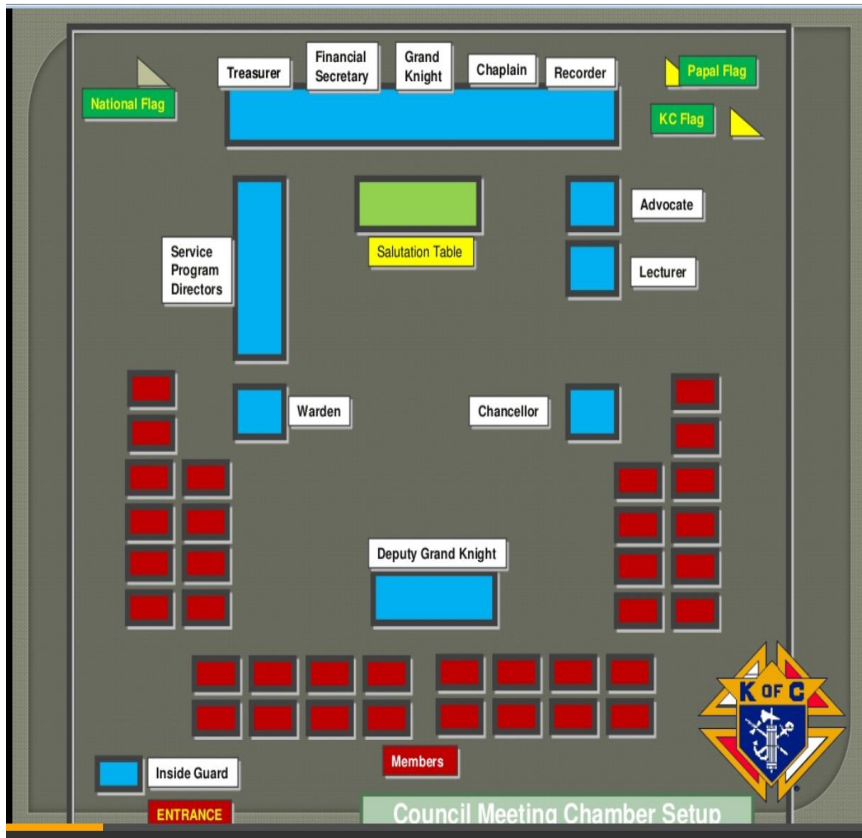 Treasurer
Financial
Secretary
Grand
Knight
Chaplain
Recorder
National Flag
Papal Flag
KC Flag
Advocate
Salutation Table
Lecturer
Service
Program
Directors
Warden
Chancellor
Deputy Grand Knight
K OF C
Members
Inside Guard
ENTRANCE
Council Meeting Chamber Setup